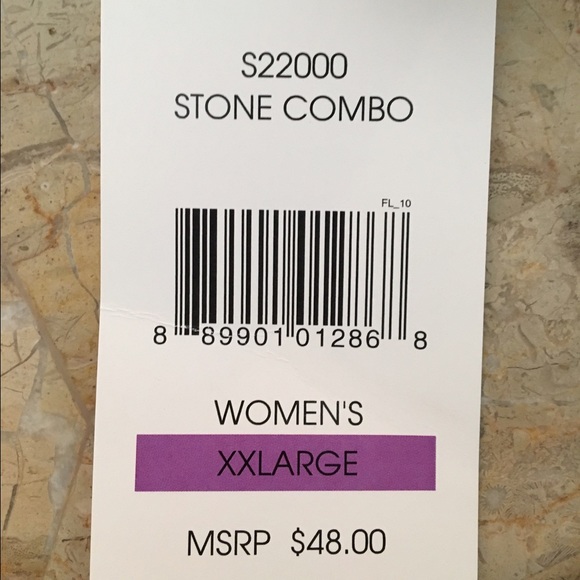 S22000
STONE COMBO
FL_10
8 89901 01286 8
WOMEN'S
XXLARGE
MSRP $48.00